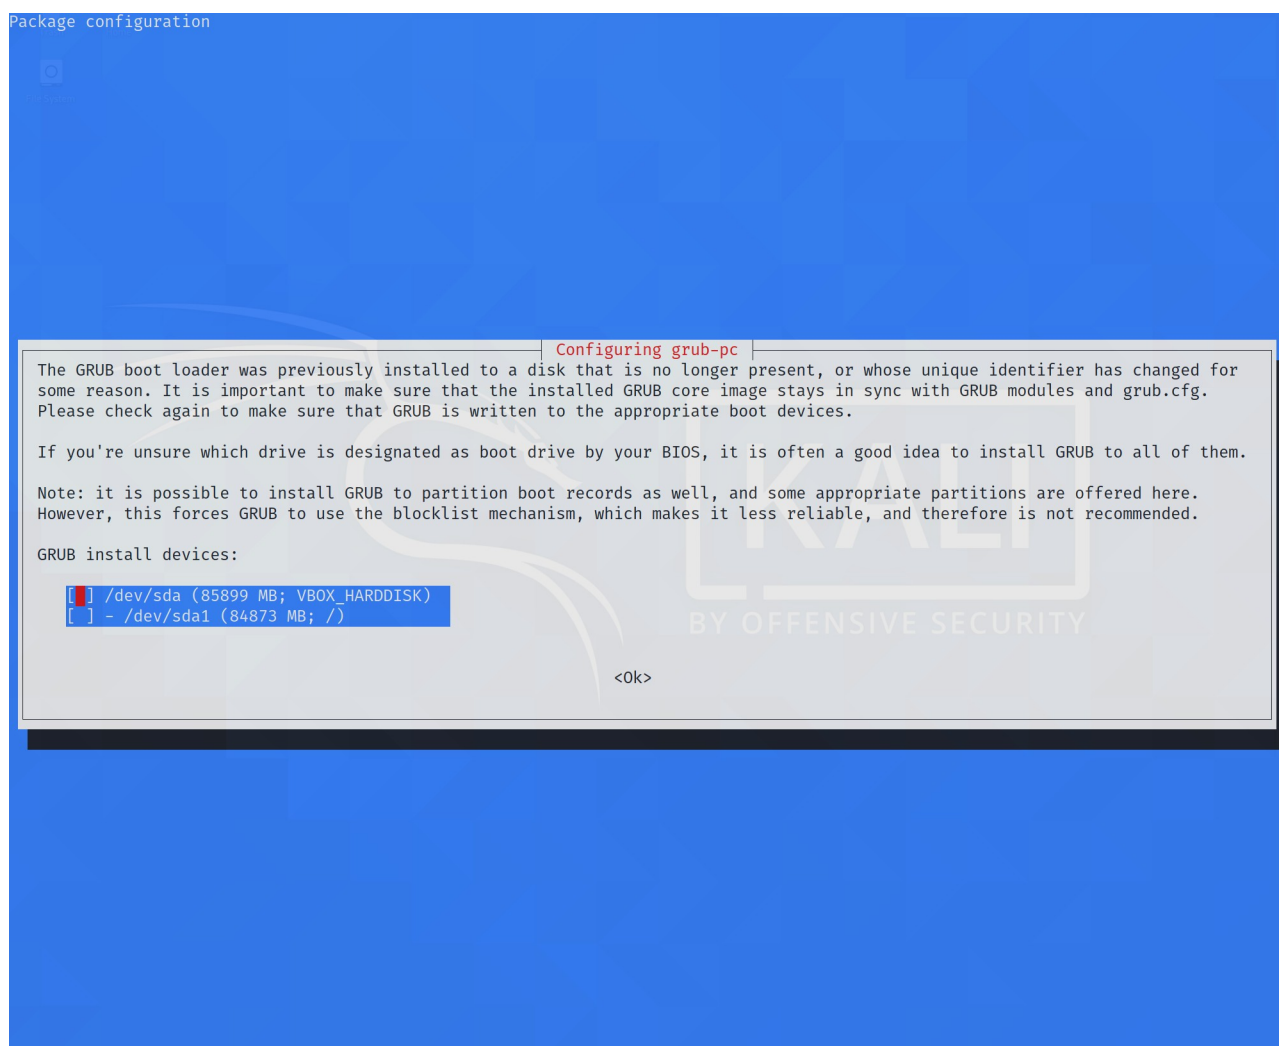 Package configuration
Configuring grub-pc
The GRUB boot loader was previously installed to a disk that is no longer present, or whose unique identifier has changed for
some reason. It is important to make sure that the installed GRUB core image stays in sync with GRUB modules and grub.cfg.
Please check again to make sure that GRUB is written to the appropriate boot devices.
If you're unsure which drive is designated as boot drive by your BIOS, it is often a good idea to install GRUB to all of them.
Note: it is possible to install GRUB to partition boot records as well, and some appropriate partitions are offered here.
However, this forces GRUB to use the blocklist mechanism, which makes it less reliable, and therefore is not recommended.
GRUB install devices:
[ ] /dev/sda (85899 MB; VBOX_HARDDISK)
[ ] - /dev/sda1 (84873 MB; /)
<Ok>
KALI
BY OFFENSIVE SECURITY